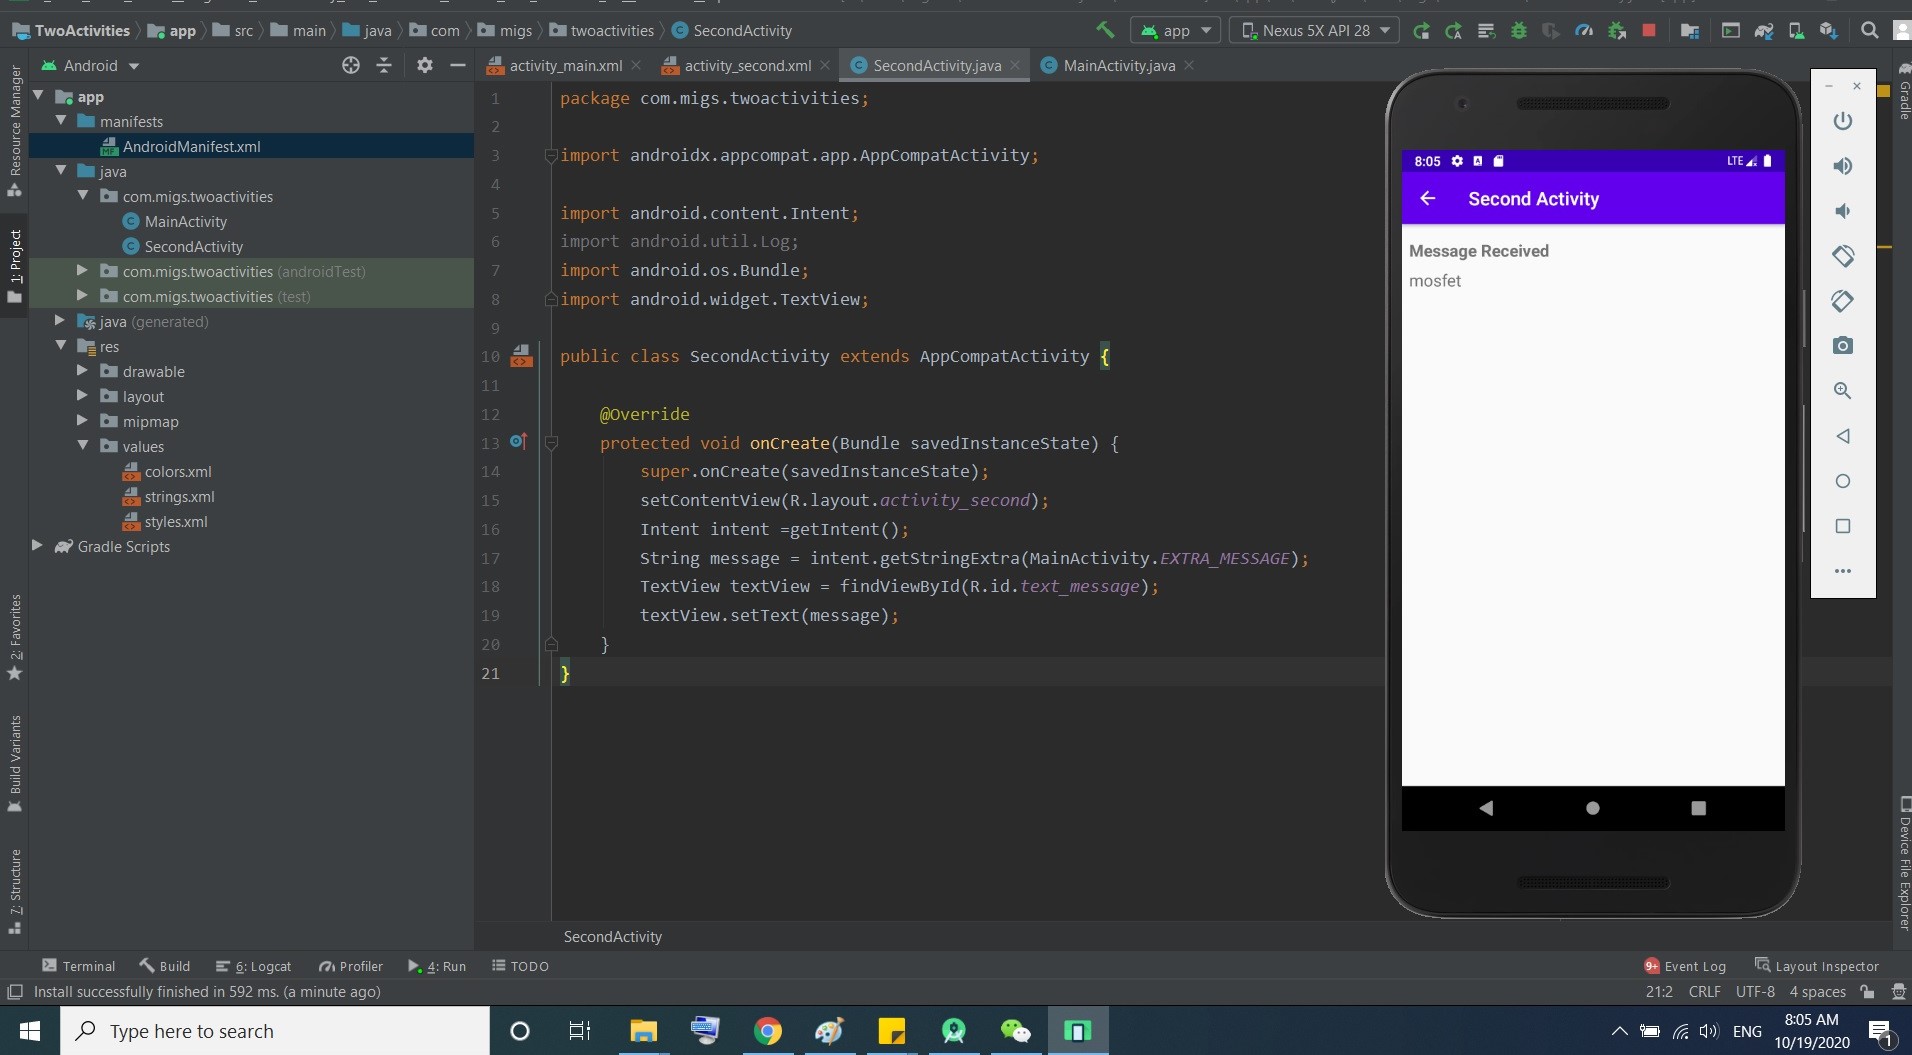 TwoActivities app src main java com migs twoactivities SecondActivity app Nexus 5X API 28
Android
activity_main.xml activity_second.xml SecondActivity.java MainActivity.java
app
manifests
AndroidManifest.xml
java
com.migs.twoactivities
MainActivity
SecondActivity
com.migs.twoactivities (androidTest)
com.migs.twoactivities (test)
java (generated)
res
drawable
layout
mipmap
values
colors.xml
strings.xml
styles.xml
Gradle Scripts
Resource Manager
1: Project
2: Favorites
Build Variants
7: Structure
1 package com.migs.twoactivities;
2
3 import androidx.appcompat.app.AppCompatActivity;
4
5 import android.content.Intent;
6 import android.util.Log;
7 import android.os.Bundle;
8 import android.widget.TextView;
9
10 public class SecondActivity extends AppCompatActivity {
11
12 @Override
13 protected void onCreate(Bundle savedInstanceState) {
14 super.onCreate(savedInstanceState);
15 setContentView(R.layout.activity_second);
16 Intent intent =getIntent();
17 String message = intent.getStringExtra(MainActivity.EXTRA_MESSAGE);
18 TextView textView = findViewById(R.id.text_message);
19 textView.setText(message);
20 }
21 }
8:05 LTE
Second Activity
Message Received
mosfet
Gradle
Device File Explorer
SecondActivity
Terminal Build 6: Logcat Profiler 4: Run TODO 9+ Event Log Layout Inspector
Install successfully finished in 592 ms. (a minute ago) 21:2 CRLF UTF-8 4 spaces
Type here to search
ENG
8:05 AM
10/19/2020
1